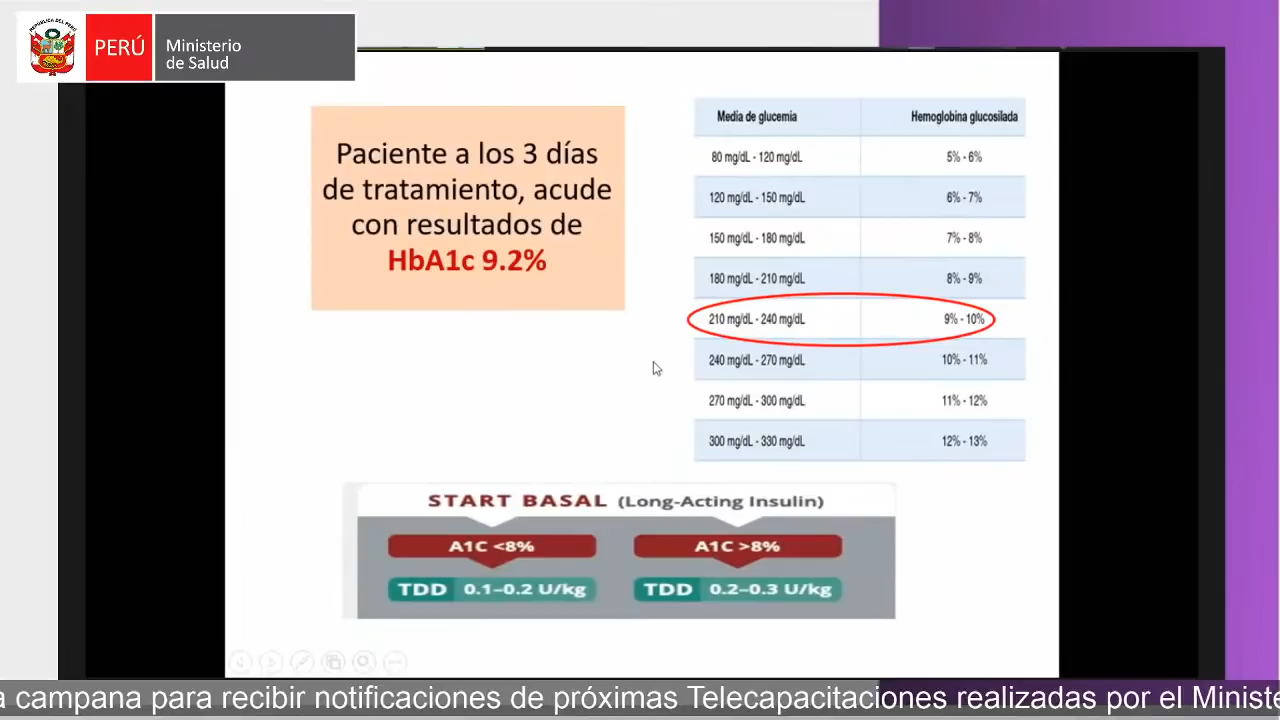 REPÚBLICA DEL PERÚ
PERÚ
Ministerio
de Salud
Paciente a los 3 días
de tratamiento, acude
con resultados de
HbA1c 9.2%
Media de glucemia Hemoglobina glucosilada
80 mg/dL - 120 mg/dL 5% - 6%
120 mg/dL - 150 mg/dL 6% - 7%
150 mg/dL - 180 mg/dL 7% - 8%
180 mg/dL - 210 mg/dL 8% - 9%
210 mg/dL - 240 mg/dL 9% - 10%
240 mg/dL - 270 mg/dL 10% - 11%
270 mg/dL - 300 mg/dL 11% - 12%
300 mg/dL - 330 mg/dL 12% - 13%
START BASAL (Long-Acting Insulin)
A1C <8% A1C >8%
TDD 0.1–0.2 U/kg TDD 0.2–0.3 U/kg
a campana para recibir notificaciones de próximas Telecapacitaciones realizadas por el Ministe